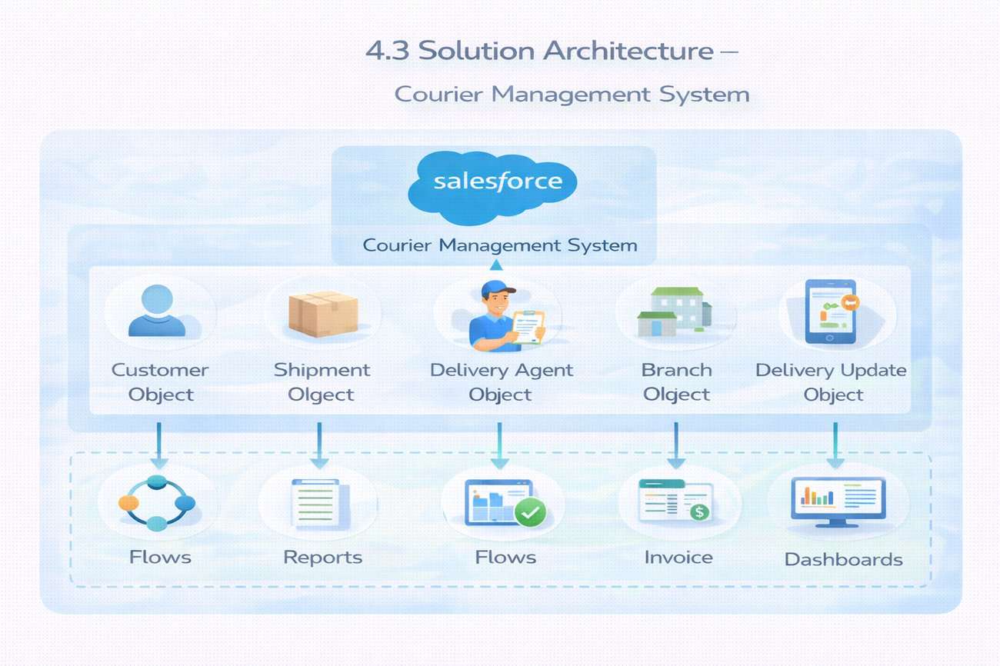 4.3 Solution Architecture –
Courier Management System
salesforce
Courier Management System
Customer
Object
Shipment
Olgect
Delivery Agent
Object
Branch
Olgect
Delivery Update
Object
Flows
Reports
Flows
Invoice
$
Dashboards